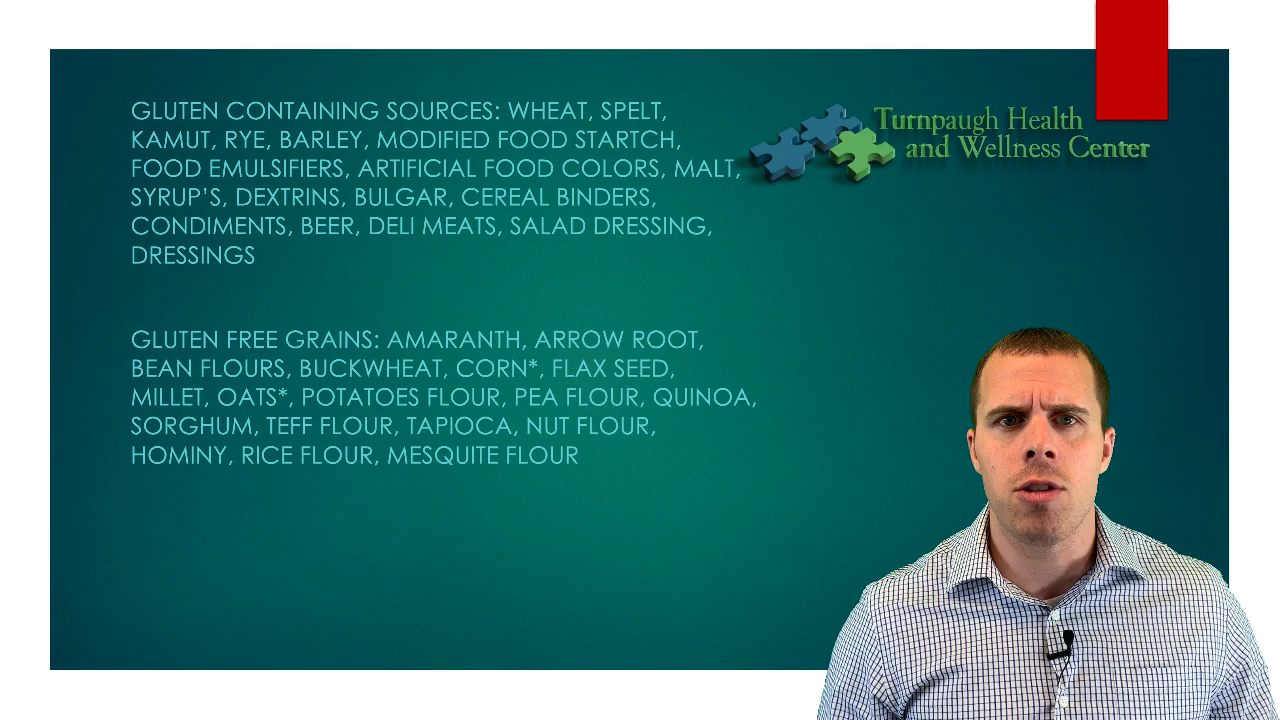 GLUTEN CONTAINING SOURCES: WHEAT, SPELT,
KAMUT, RYE, BARLEY, MODIFIED FOOD STARTCH,
FOOD EMULSIFIERS, ARTIFICIAL FOOD COLORS, MALT,
SYRUP’S, DEXTRINS, BULGAR, CEREAL BINDERS,
CONDIMENTS, BEER, DELI MEATS, SALAD DRESSING,
DRESSINGS
Turnpaugh Health
and Wellness Center
GLUTEN FREE GRAINS: AMARANTH, ARROW ROOT,
BEAN FLOURS, BUCKWHEAT, CORN*, FLAX SEED,
MILLET, OATS*, POTATOES FLOUR, PEA FLOUR, QUINOA,
SORGHUM, TEFF FLOUR, TAPIOCA, NUT FLOUR,
HOMINY, RICE FLOUR, MESQUITE FLOUR